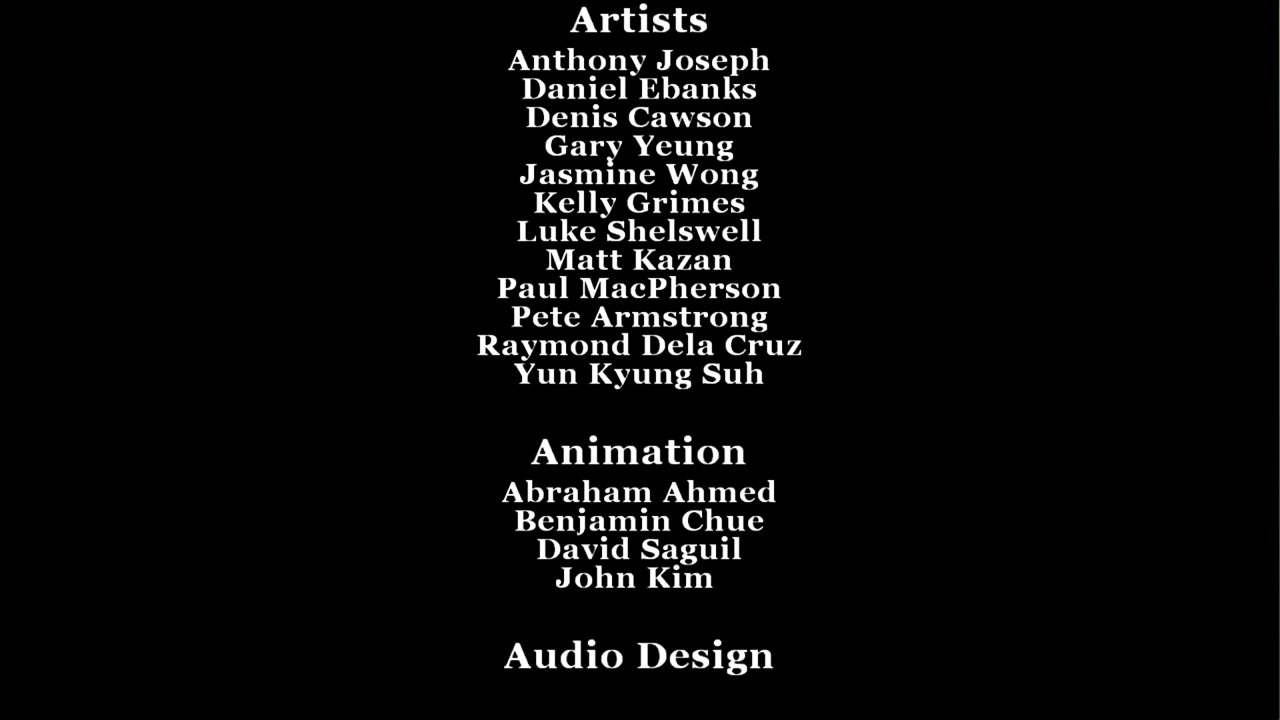 Artists
Anthony Joseph
Daniel Ebanks
Denis Cawson
Gary Yeung
Jasmine Wong
Kelly Grimes
Luke Shelswell
Matt Kazan
Paul MacPherson
Pete Armstrong
Raymond Dela Cruz
Yun Kyung Suh
Animation
Abraham Ahmed
Benjamin Chue
David Saguil
John Kim
Audio Design